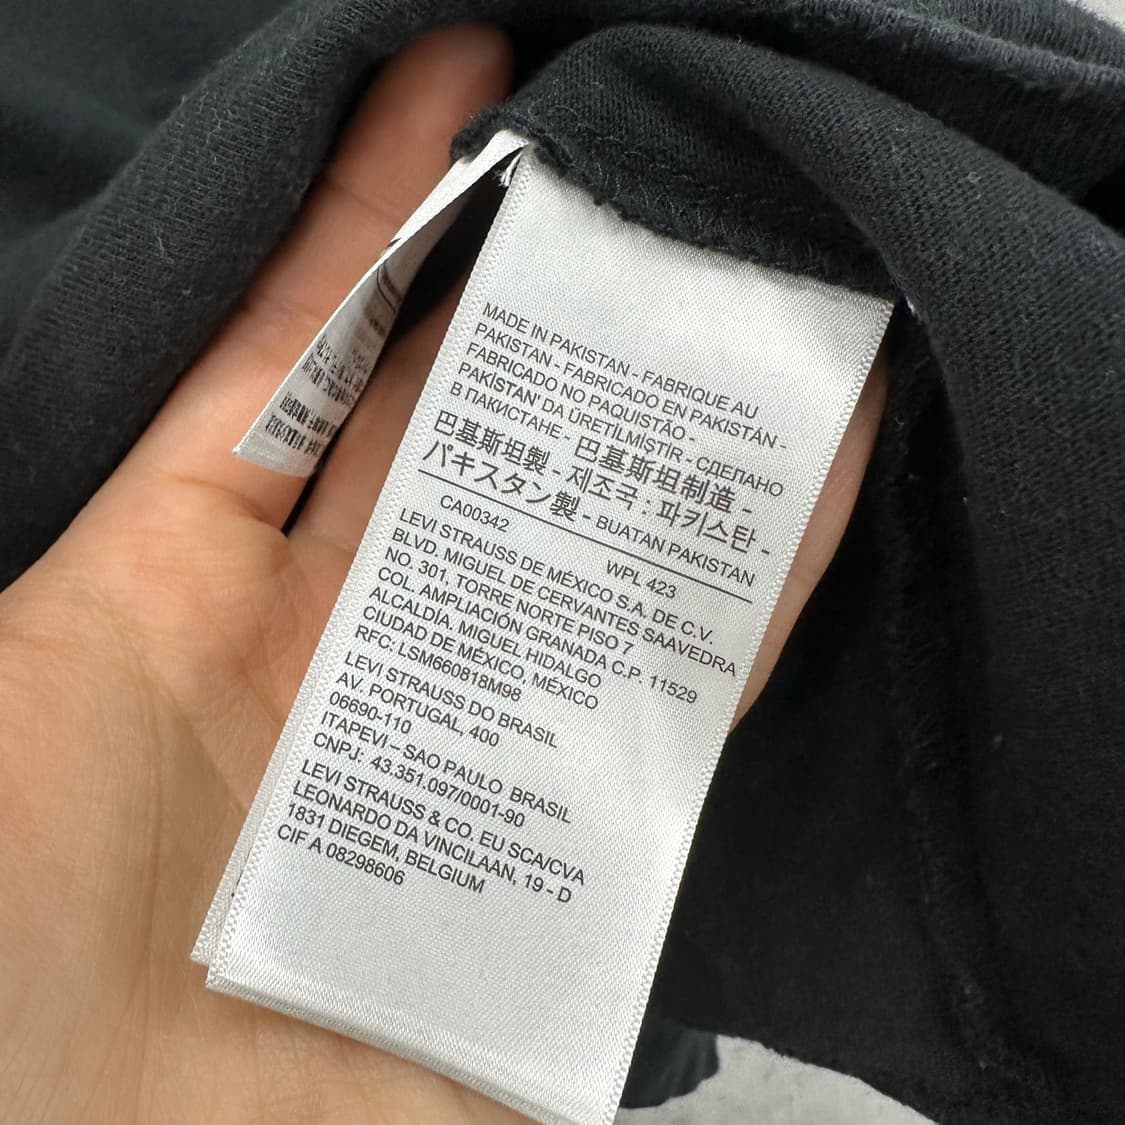 MADE IN PAKISTAN - FABRIQUE AU
PAKISTAN - FABRICADO EN PAKISTÁN -
FABRICADO NO PAQUISTÃO -
PAKİSTAN' DA ÜRETİLMİŞTİR - СДЕЛАНО
В ПАКИСТАНЕ - 巴基斯坦制造 -
巴基斯坦製 - 제조국 : 파키스탄 -
パキスタン製 - BUATAN PAKISTAN
CA00342 WPL 423
LEVI STRAUSS DE MÉXICO S.A. DE C.V.
BLVD. MIGUEL DE CERVANTES SAAVEDRA
NO. 301, TORRE NORTE PISO 7
COL. AMPLIACIÓN GRANADA C.P. 11529
ALCALDÍA. MIGUEL HIDALGO
CIUDAD DE MÉXICO. MÉXICO
RFC: LSM660818M98
LEVI STRAUSS DO BRASIL
AV. PORTUGAL, 400
06690-110
ITAPEVI – SAO PAULO BRASIL
CNPJ: 43.351.097/0001-90
LEVI STRAUSS & CO. EU SCA/CVA
LEONARDO DA VINCILAAN, 19 - D
1831 DIEGEM, BELGIUM
CIF A 08298606